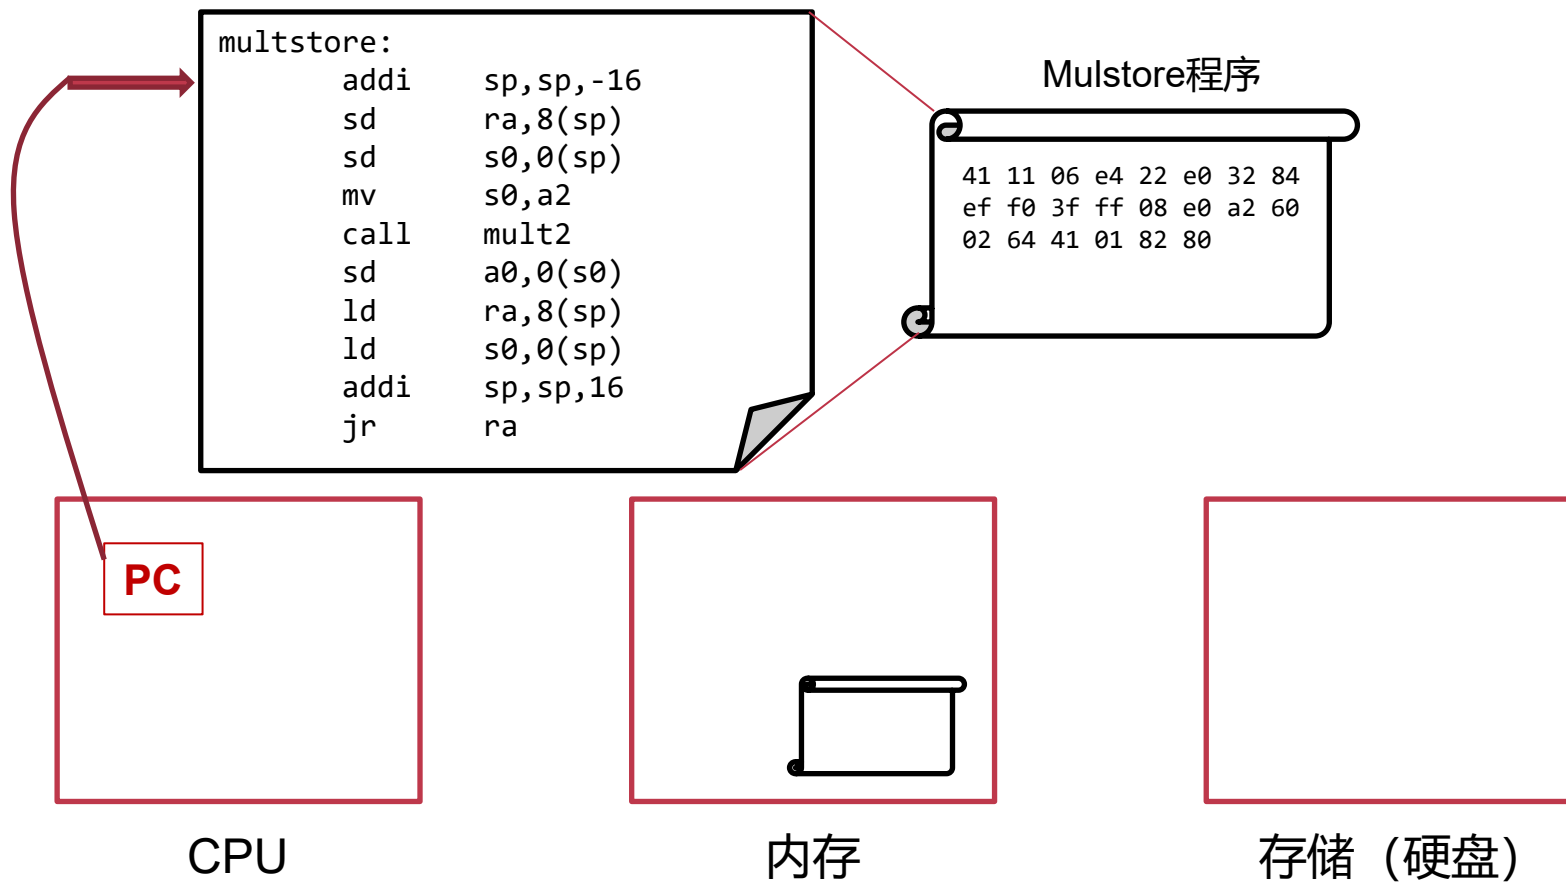 multstore:
addi sp,sp,-16
sd ra,8(sp)
sd s0,0(sp)
mv s0,a2
call mult2
sd a0,0(s0)
ld ra,8(sp)
ld s0,0(sp)
addi sp,sp,16
jr ra
Mulstore程序
41 11 06 e4 22 e0 32 84
ef f0 3f ff 08 e0 a2 60
02 64 41 01 82 80
PC
CPU
内存
存储（硬盘）